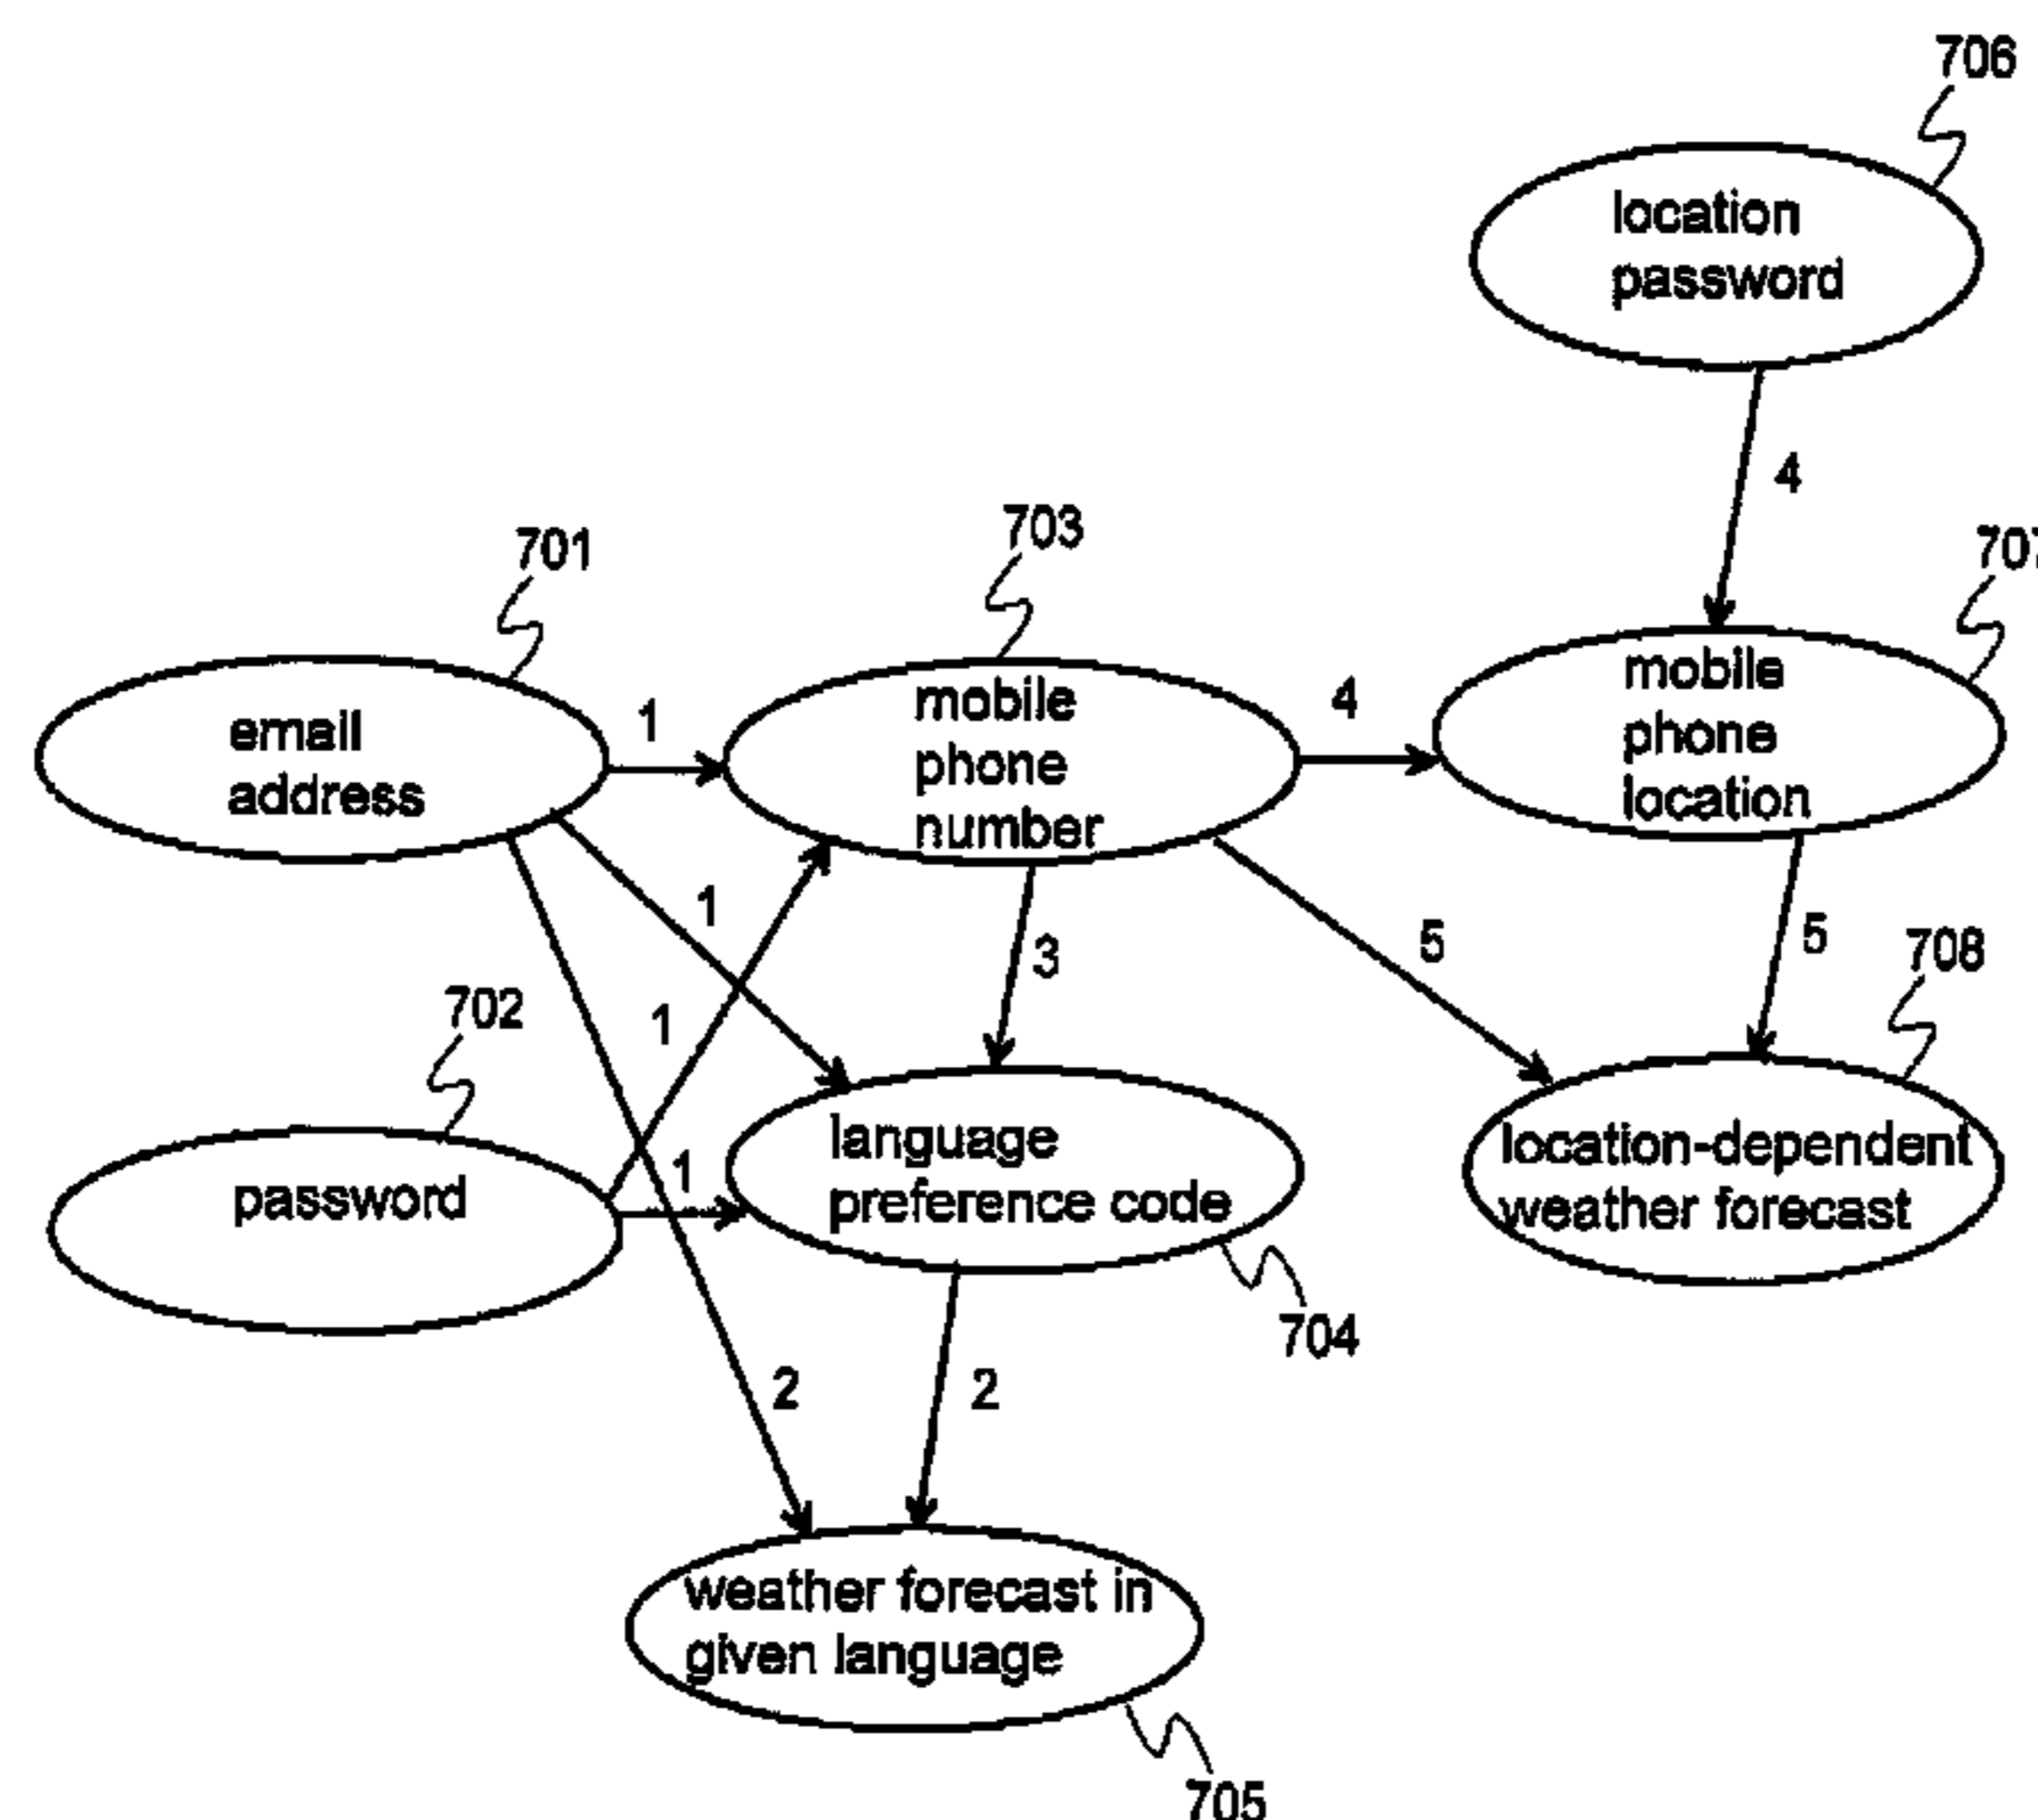 706
location
password
4
701
703
707
email
address
1
mobile
phone
number
4
mobile
phone
location
1
3
5
5
708
702
1
password
1
language
preference code
location-dependent
weather forecast
704
2
2
weather forecast in
given language
705